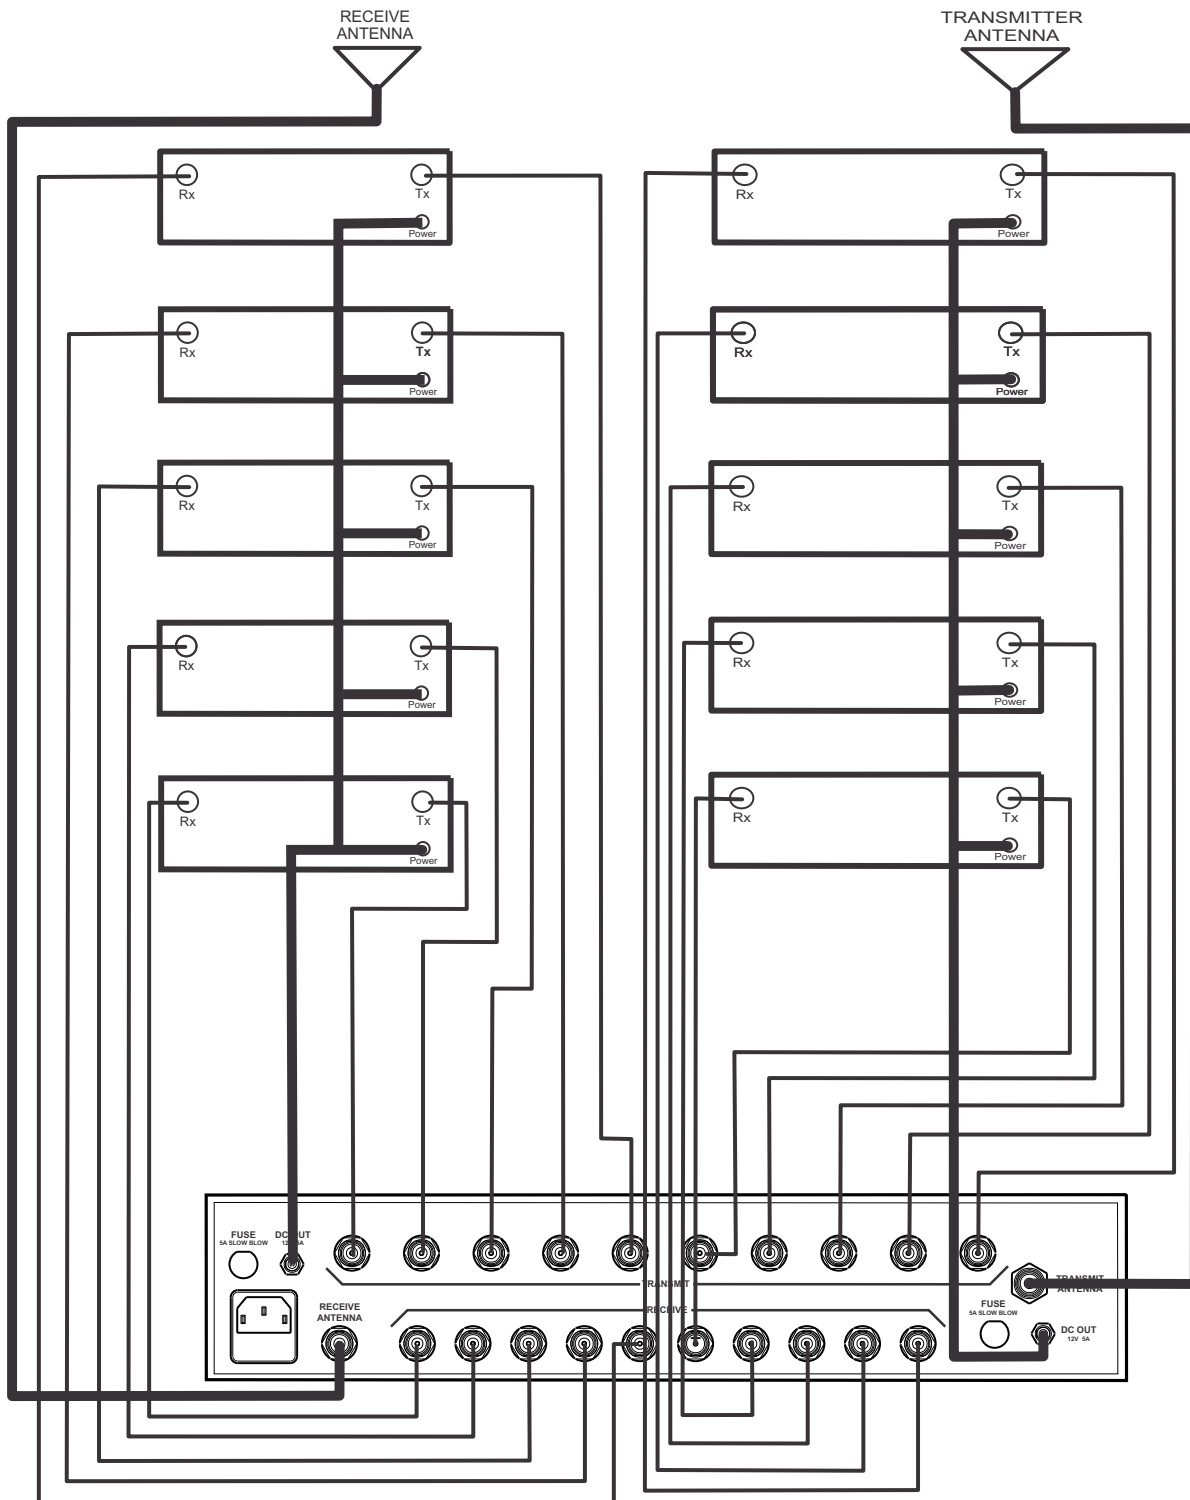 RECEIVE
ANTENNA
TRANSMITTER
ANTENNA
Rx
Tx
Power
Rx
Tx
Power
Rx
Tx
Power
Rx
Tx
Power
Rx
Tx
Power
Rx
Tx
Power
Rx
Tx
Power
Rx
Tx
Power
Rx
Tx
Power
Rx
Tx
Power
FUSE
5A SLOW BLOW
DC OUT
TRANSMIT
TRANSMIT
ANTENNA
RECEIVE
ANTENNA
RECEIVE
FUSE
5A SLOW BLOW
DC OUT
12V 5A